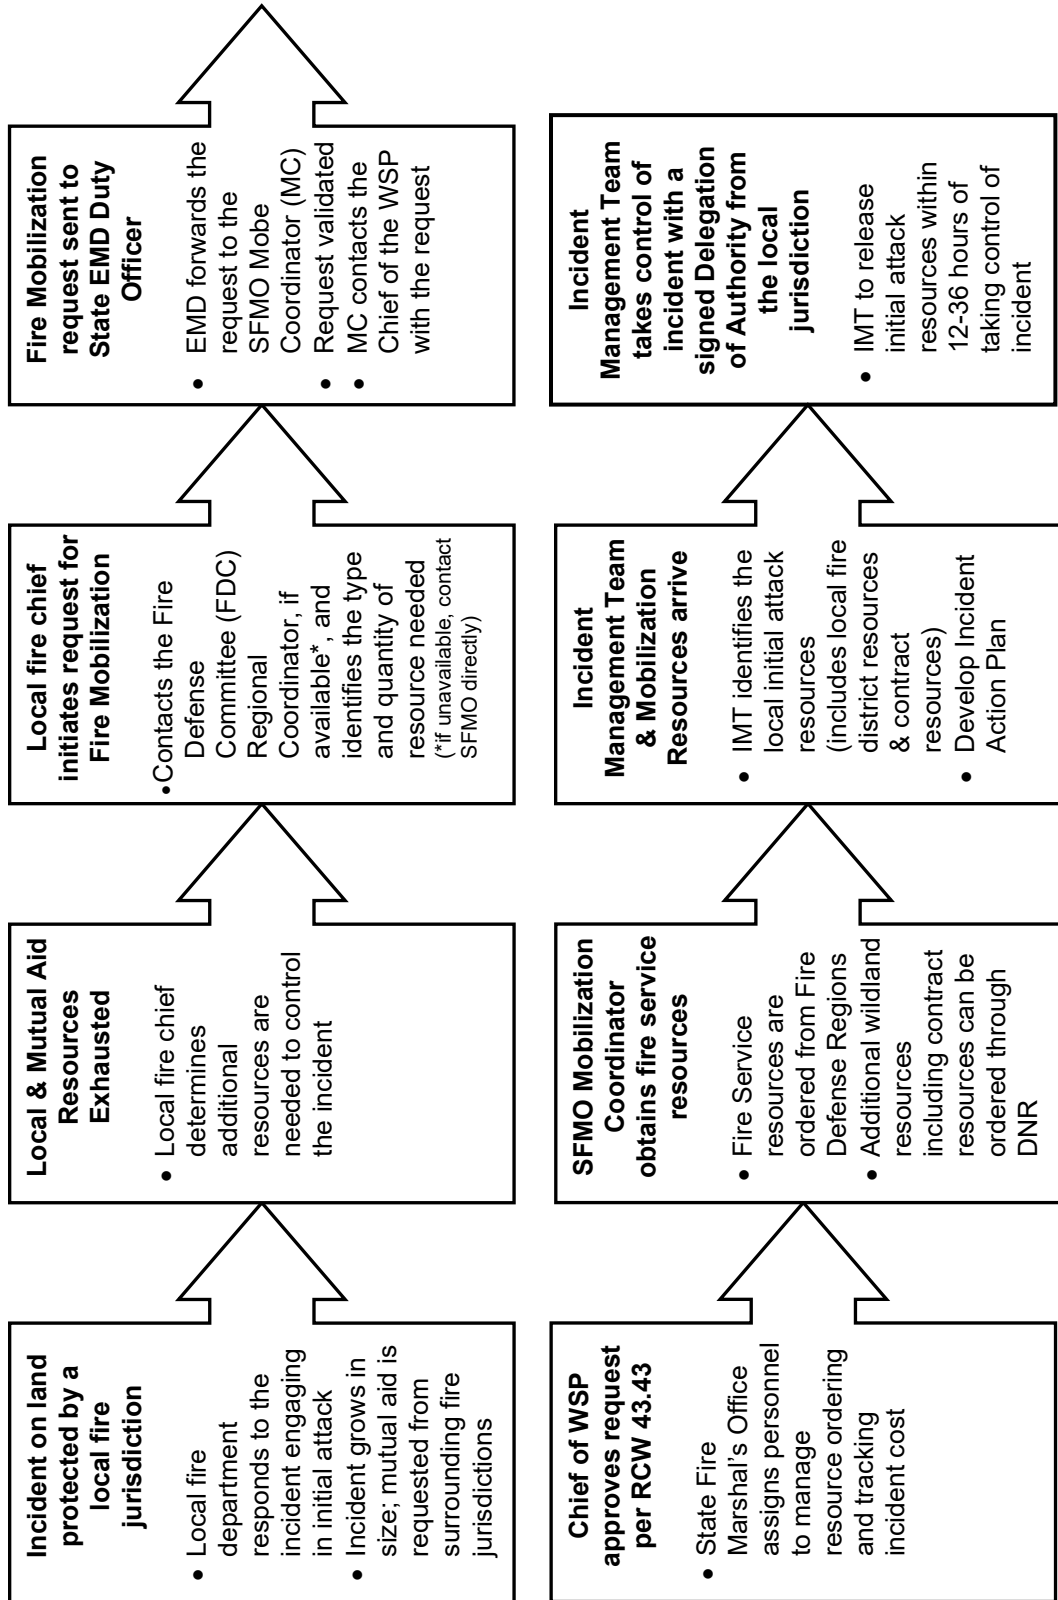 Incident on land
protected by a
local fire
jurisdiction
• Local fire
department
responds to the
incident engaging
in initial attack
• Incident grows in
size; mutual aid is
requested from
surrounding fire
jurisdictions
Local & Mutual Aid
Resources
Exhausted
• Local fire chief
determines
additional
resources are
needed to control
the incident
Local fire chief
initiates request for
Fire Mobilization
•Contacts the Fire
Defense
Committee (FDC)
Regional
Coordinator, if
available*, and
identifies the type
and quantity of
resource needed
(*if unavailable, contact
SFMO directly)
Fire Mobilization
request sent to
State EMD Duty
Officer
• EMD forwards the
request to the
SFMO Mobe
Coordinator (MC)
• Request validated
• MC contacts the
Chief of the WSP
with the request
Chief of WSP
approves request
per RCW 43.43
• State Fire
Marshal's Office
assigns personnel
to manage
resource ordering
and tracking
incident cost
SFMO Mobilization
Coordinator
obtains fire service
resources
• Fire Service
resources are
ordered from Fire
Defense Regions
• Additional wildland
resources
including contract
resources can be
ordered through
DNR
Incident
Management Team
& Mobilization
Resources arrive
• IMT identifies the
local initial attack
resources
(includes local fire
district resources
& contract
resources)
• Develop Incident
Action Plan
Incident
Management Team
takes control of
incident with a
signed Delegation
of Authority from
the local
jurisdiction
• IMT to release
initial attack
resources within
12-36 hours of
taking control of
incident